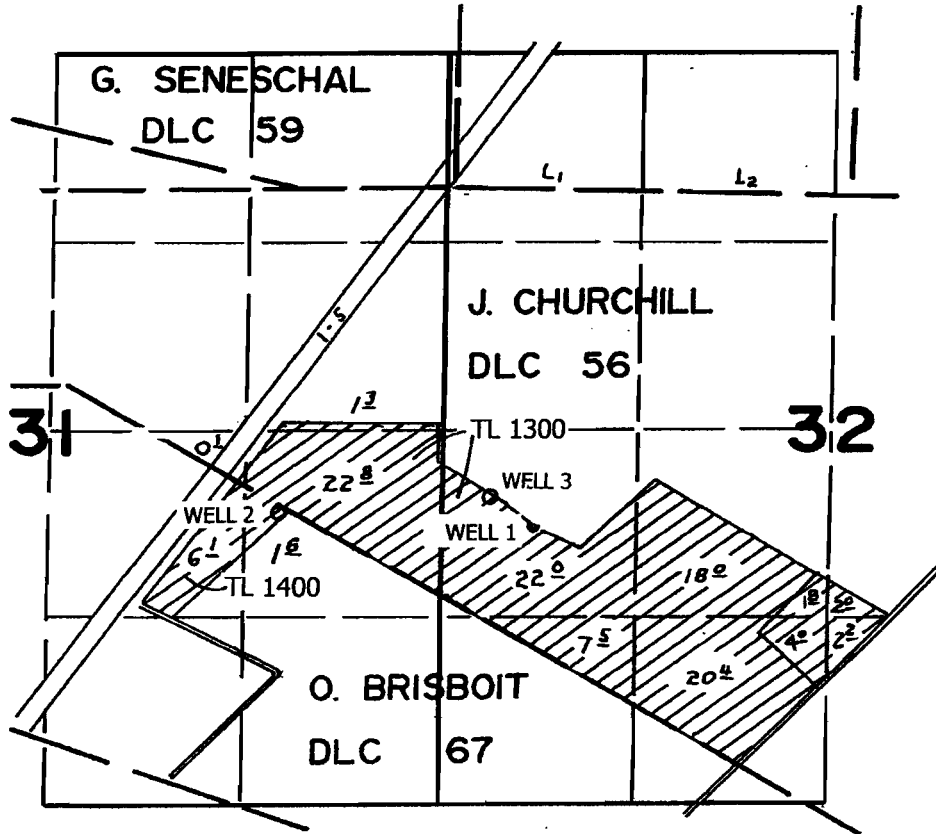 G. SENESCHAL
DLC 59
L1
L2
I-5
J. CHURCHILL
DLC 56
31
32
1 3
TL 1300
22 8
WELL 3
WELL 2
WELL 1
6 1
1 6
TL 1400
22 0
18 0
1 8
2 2
4 0
7 5
20 4
O. BRISBOIT
DLC 67